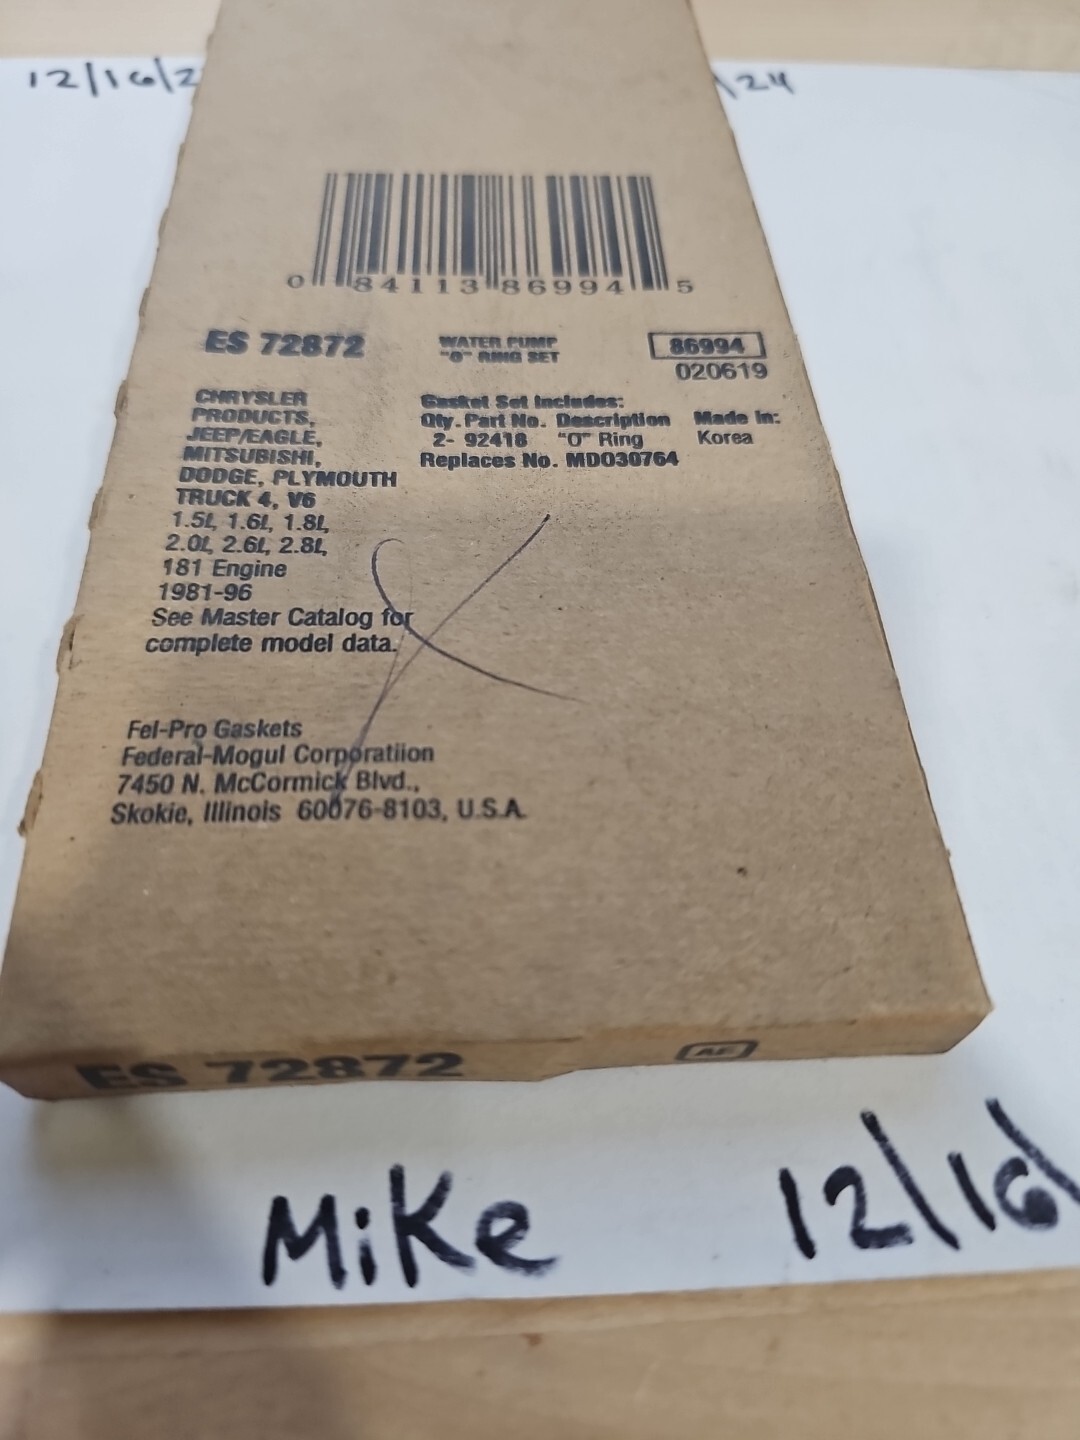 12/16/2
/24
0 84113 86994 5
ES 72872
WATER PUMP
"O" RING SET
86994
020619
CHRYSLER
PRODUCTS,
JEEP/EAGLE,
MITSUBISHI,
DODGE, PLYMOUTH
TRUCK 4, V6
1.5L, 1.6L, 1.8L,
2.0L, 2.6L, 2.8L,
181 Engine
1981-96
See Master Catalog for
complete model data.
Gasket Set Includes:
Qty. Part No. Description
2- 92418 "O" Ring
Replaces No. MD030764
Made in:
Korea
Fel-Pro Gaskets
Federal-Mogul Corporatiion
7450 N. McCormick Blvd.,
Skokie, Illinois 60076-8103, U.S.A.
ES 72872
AE
MiKe 12/16/